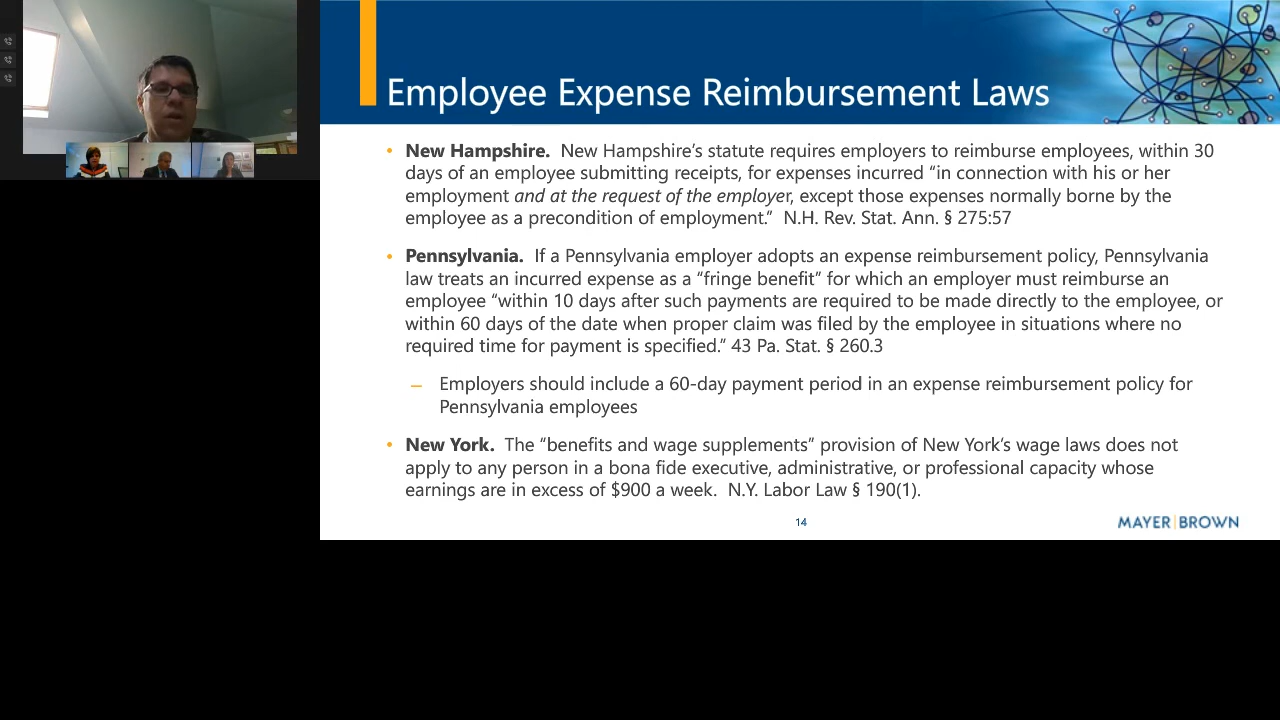 Employee Expense Reimbursement Laws
• New Hampshire. New Hampshire’s statute requires employers to reimburse employees, within 30
days of an employee submitting receipts, for expenses incurred “in connection with his or her
employment and at the request of the employer, except those expenses normally borne by the
employee as a precondition of employment.” N.H. Rev. Stat. Ann. § 275:57
• Pennsylvania. If a Pennsylvania employer adopts an expense reimbursement policy, Pennsylvania
law treats an incurred expense as a “fringe benefit” for which an employer must reimburse an
employee “within 10 days after such payments are required to be made directly to the employee, or
within 60 days of the date when proper claim was filed by the employee in situations where no
required time for payment is specified.” 43 Pa. Stat. § 260.3
– Employers should include a 60-day payment period in an expense reimbursement policy for
Pennsylvania employees
• New York. The “benefits and wage supplements” provision of New York’s wage laws does not
apply to any person in a bona fide executive, administrative, or professional capacity whose
earnings are in excess of $900 a week. N.Y. Labor Law § 190(1).
14
MAYER|BROWN